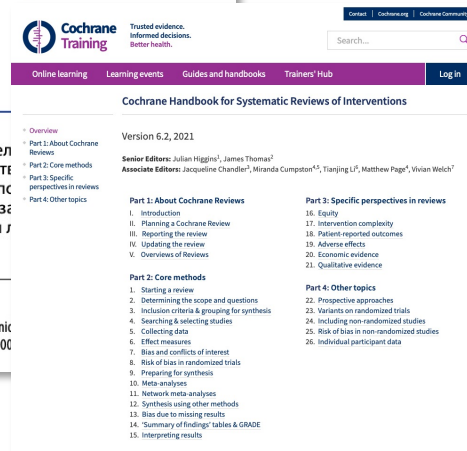 Contact | Cochrane.org | Cochrane Community
Cochrane
Training
Trusted evidence.
Informed decisions.
Better health.
Search...
Online learning Learning events Guides and handbooks Trainers' Hub Log in
Overview
Part 1: About Cochrane
Reviews
Part 2: Core methods
Part 3: Specific
perspectives in reviews
Part 4: Other topics
Cochrane Handbook for Systematic Reviews of Interventions
Version 6.2, 2021
Senior Editors: Julian Higgins¹, James Thomas²
Associate Editors: Jacqueline Chandler³, Miranda Cumpston⁴,⁵, Tianjing Li⁶, Matthew Page⁴, Vivian Welch⁷
Part 1: About Cochrane Reviews
I. Introduction
II. Planning a Cochrane Review
III. Reporting the review
IV. Updating the review
V. Overviews of Reviews
Part 2: Core methods
1. Starting a review
2. Determining the scope and questions
3. Inclusion criteria & grouping for synthesis
4. Searching & selecting studies
5. Collecting data
6. Effect measures
7. Bias and conflicts of interest
8. Risk of bias in randomized trials
9. Preparing for synthesis
10. Meta-analyses
11. Network meta-analyses
12. Synthesis using other methods
13. Bias due to missing results
14. 'Summary of findings' tables & GRADE
15. Interpreting results
Part 3: Specific perspectives in reviews
16. Equity
17. Intervention complexity
18. Patient-reported outcomes
19. Adverse effects
20. Economic evidence
21. Qualitative evidence
Part 4: Other topics
22. Prospective approaches
23. Variants on randomized trials
24. Including non-randomized studies
25. Risk of bias in non-randomized studies
26. Individual participant data